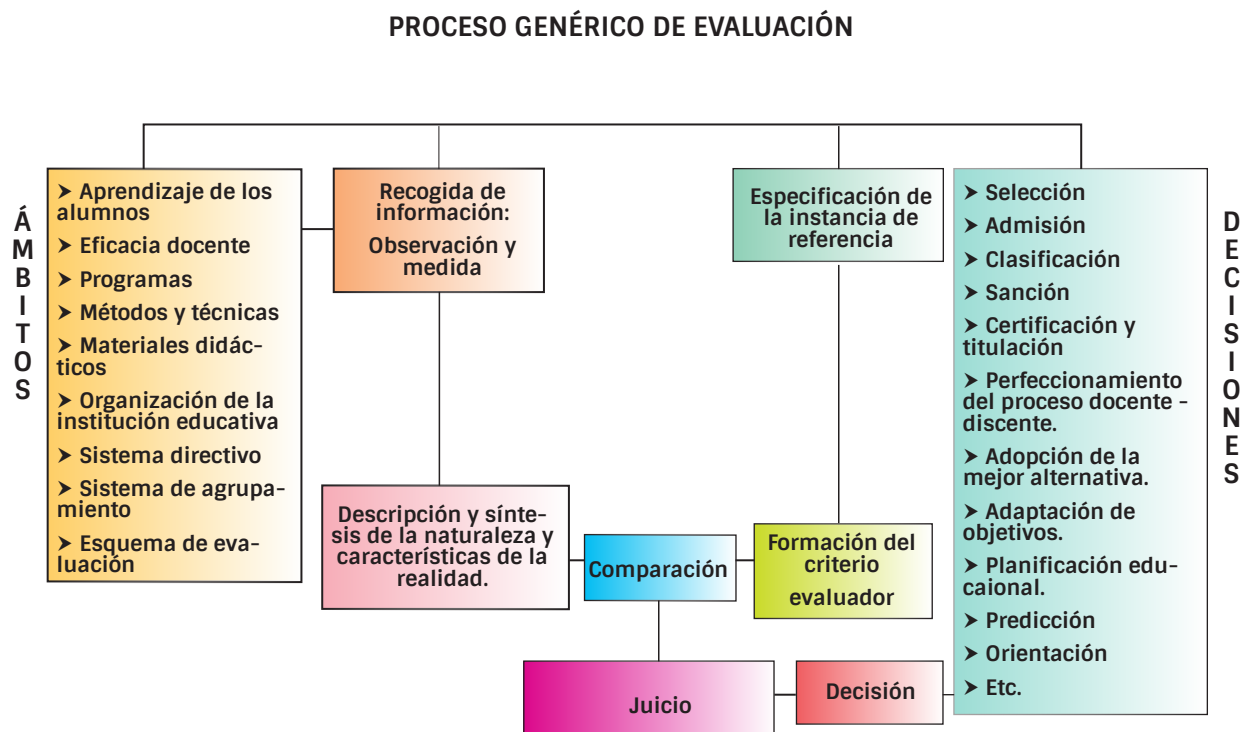 PROCESO GENÉRICO DE EVALUACIÓN
ÁMBITOS
➤ Aprendizaje de los
alumnos
➤ Eficacia docente
➤ Programas
➤ Métodos y técnicas
➤ Materiales didác-
ticos
➤ Organización de la
institución educativa
➤ Sistema directivo
➤ Sistema de agrupa-
miento
➤ Esquema de eva-
luación
Recogida de
información:
Observación y
medida
Descripción y sínte-
sis de la naturaleza y
características de la
realidad.
Comparación
Especificación de
la instancia de
referencia
Formación del
criterio
evaluador
Juicio
Decisión
➤ Selección
➤ Admisión
➤ Clasificación
➤ Sanción
➤ Certificación y
titulación
➤ Perfeccionamiento
del proceso docente -
discente.
➤ Adopción de la
mejor alternativa.
➤ Adaptación de
objetivos.
➤ Planificación edu-
caional.
➤ Predicción
➤ Orientación
➤ Etc.
DECISIONES